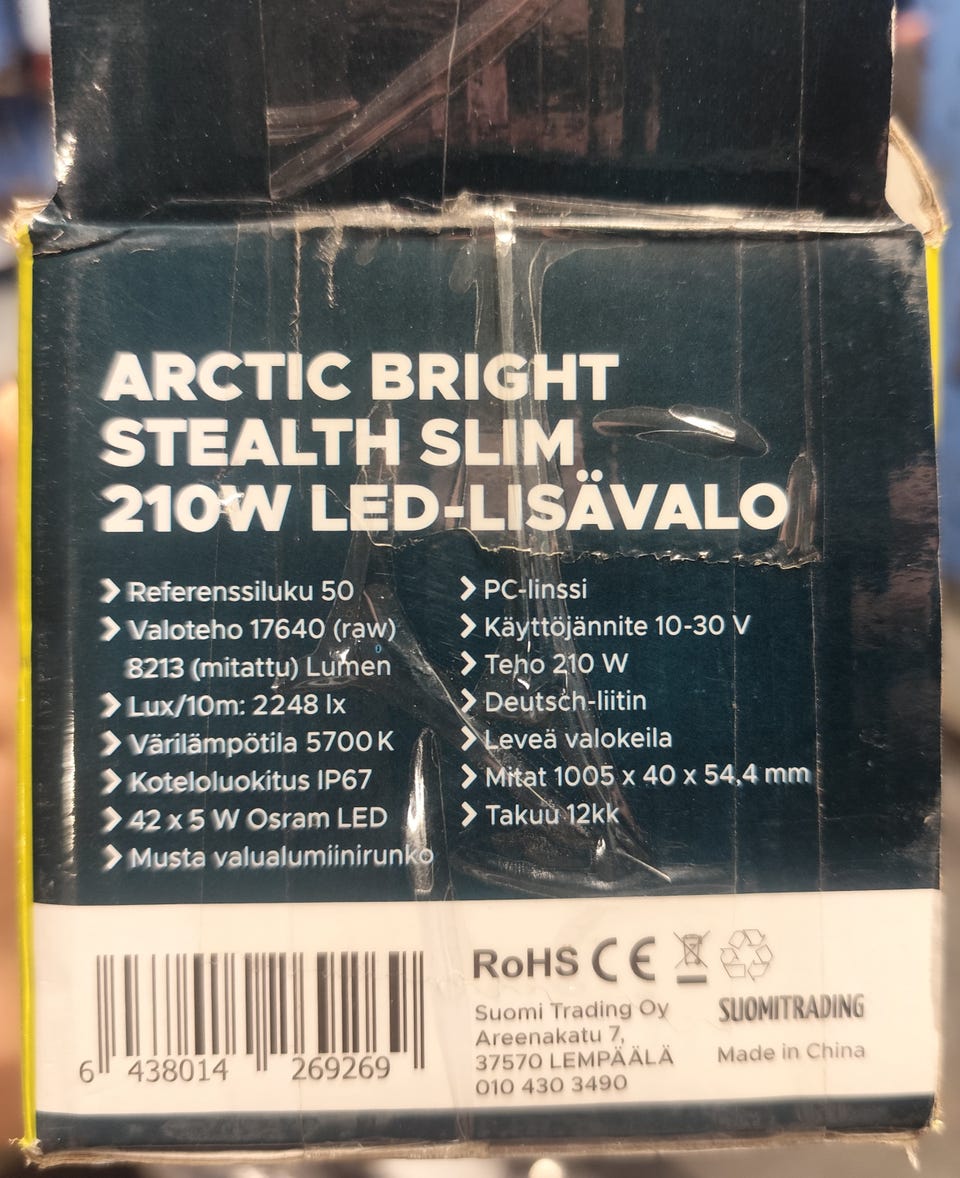 ARCTIC BRIGHT
STEALTH SLIM
210W LED-LISÄVALO
Referenssiluku 50
Valoteho 17640 (raw)
8213 (mitattu) Lumen
Lux/10m: 2248 lx
Värilämpötila 5700 K
Koteloluokitus IP67
42 x 5 W Osram LED
Musta valualumiinirunko
PC-linssi
Käyttöjännite 10-30 V
Teho 210 W
Deutsch-liitin
Leveä valokeila
Mitat 1005 x 40 x 54,4 mm
Takuu 12kk
6 438014 269269
RoHS CE
Suomi Trading Oy
Areenakatu 7,
37570 LEMPÄÄLÄ
010 430 3490
SUOMITRADING
Made in China